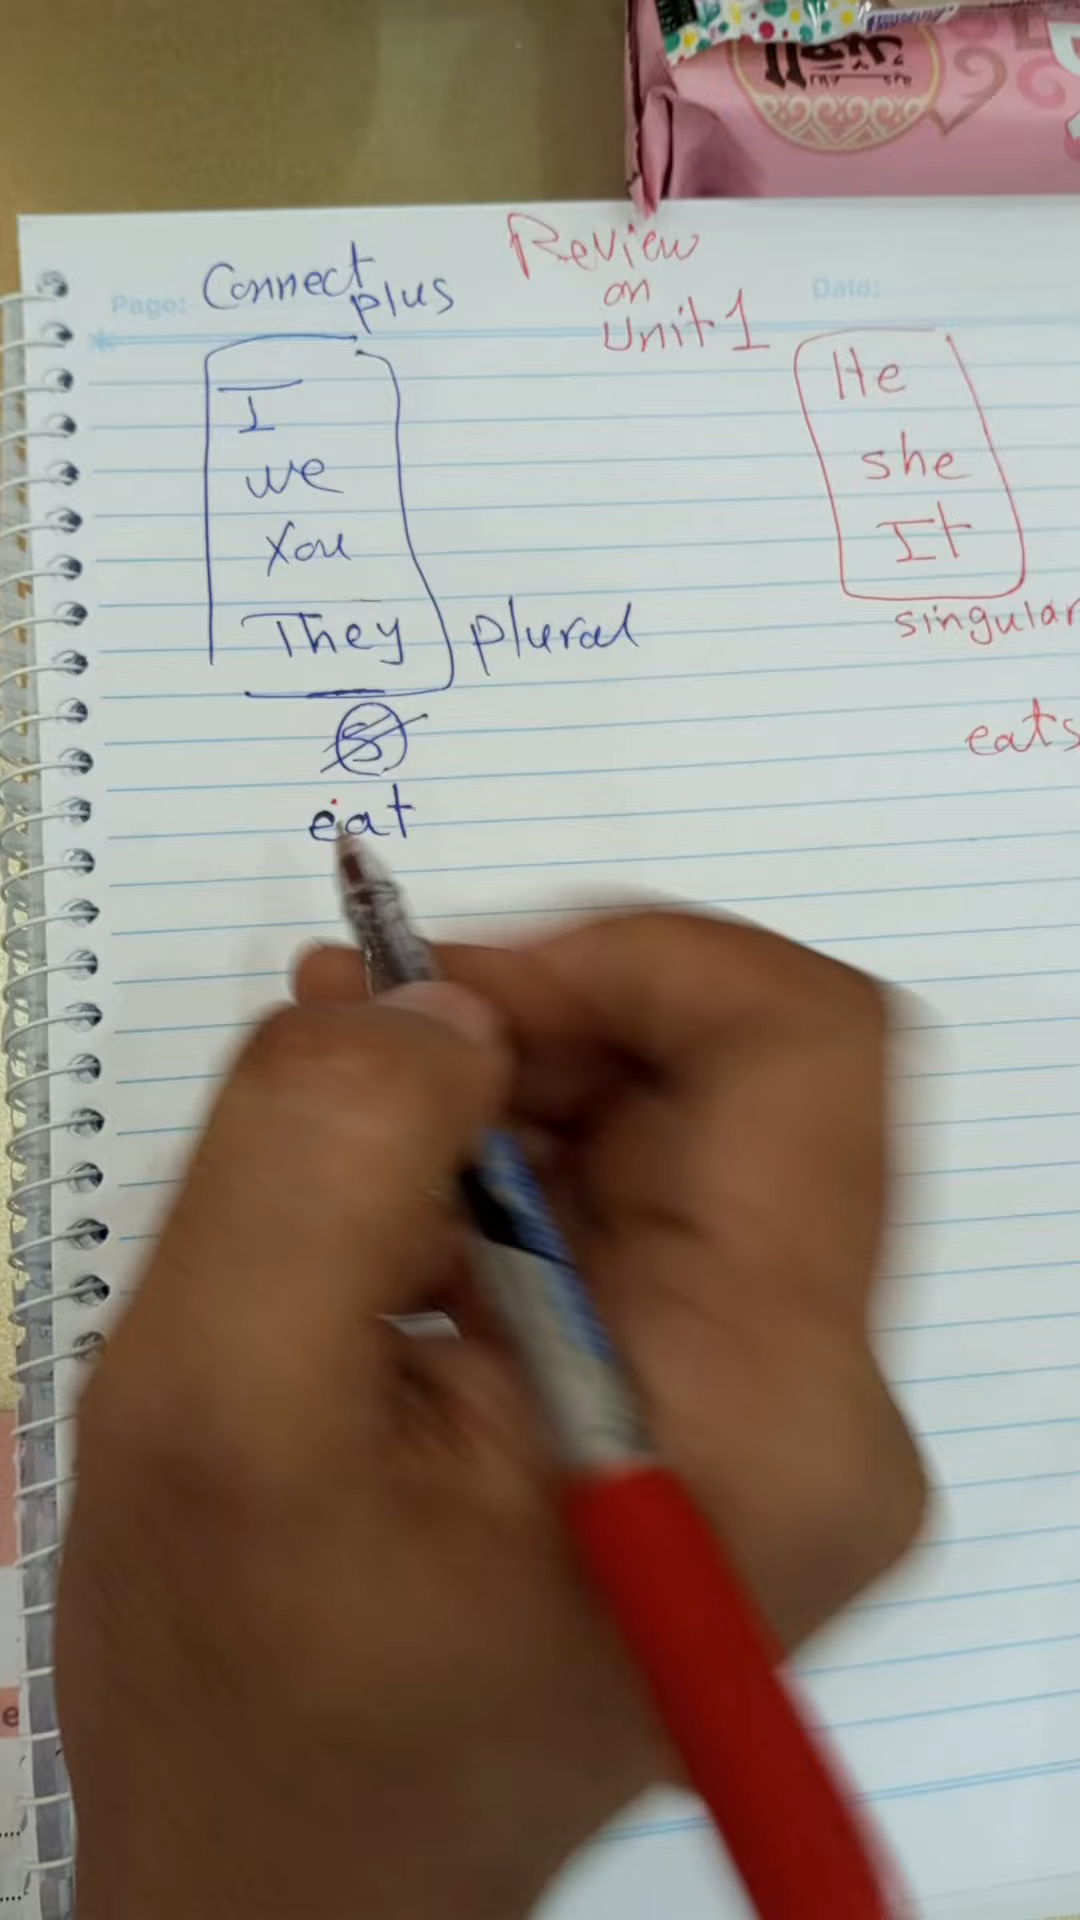 Connect plus
Review
on
Unit 1
Page:
Date:
I
we
You
They
plural
eat
He
she
It
singular
eats